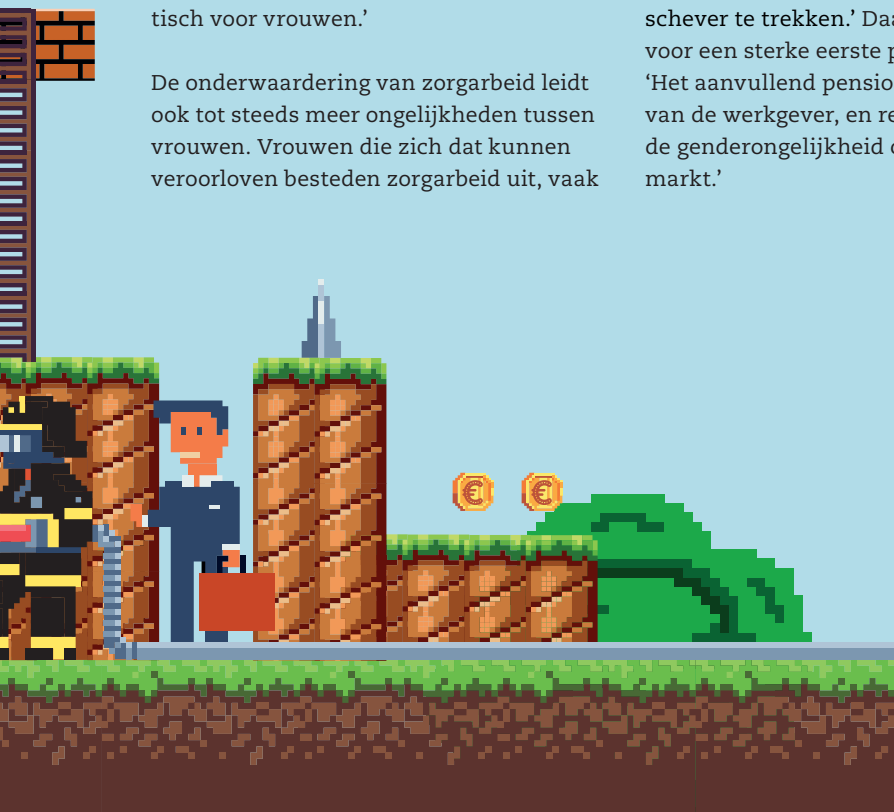 tisch voor vrouwen.’
De onderwaardering van zorgarbeid leidt
ook tot steeds meer ongelijkheden tussen
vrouwen. Vrouwen die zich dat kunnen
veroorloven besteden zorgarbeid uit, vaak
schever te trekken.’
voor een sterke eerste
‘Het aanvullend
van de werkgever, en
de genderongelijkheid
markt.’
€ €